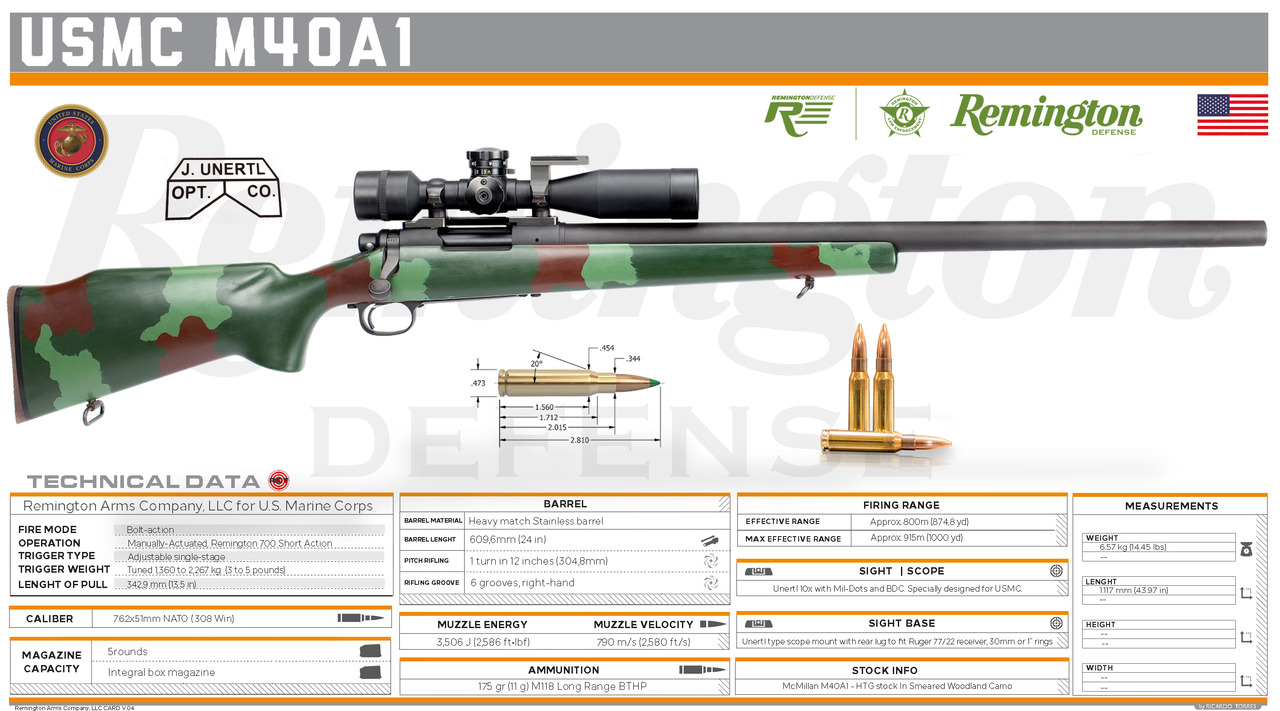 USMC M40A1
UNITED STATES
MARINE CORPS
J. UNERTL
OPT. CO.
REMINGTONDEFENSE
R
REMINGTON
R
LAW ENFORCEMENT
Remington
DEFENSE
Remington
DEFENSE
.473
20°
.454
.344
1.560
1.712
2.015
2.810
TECHNICAL DATA
HOT
Remington Arms Company, LLC for U.S. Marine Corps
FIRE MODE Bolt-action
OPERATION Manually-Actuated, Remington 700 Short Action
TRIGGER TYPE Adjustable single-stage
TRIGGER WEIGHT Tuned 1,360 to 2,267 kg (3 to 5 pounds)
LENGHT OF PULL 342.9 mm (13,5 in)
CALIBER 7.62x51mm NATO (308 Win)
MAGAZINE CAPACITY
5rounds
Integral box magazine
BARREL
BARREL MATERIAL Heavy match Stainless barrel
BARREL LENGHT 609,6mm (24 in)
PITCH RIFLING 1 turn in 12 inches (304,8mm)
RIFLING GROOVE 6 grooves, right-hand
MUZZLE ENERGY MUZZLE VELOCITY
3,506 J (2,586 ft•lbf) 790 m/s (2,580 ft/s)
AMMUNITION
175 gr (11 g) M118 Long Range BTHP
FIRING RANGE
EFFECTIVE RANGE Approx 800m (874,8 yd)
MAX EFFECTIVE RANGE Approx. 915m (1000 yd)
SIGHT | SCOPE
Unertl 10x with Mil-Dots and BDC. Specially designed for USMC.
SIGHT BASE
Unertl type scope mount with rear lug to fit Ruger 77/22 receiver, 30mm or 1" rings
STOCK INFO
McMillan M40A1 - HTG stock In Smeared Woodland Camo
MEASUREMENTS
WEIGHT
6.57 kg (14.45 lbs)
--
LENGHT
1117 mm (43.97 in)
--
HEIGHT
--
--
WIDTH
--
--
Remington Arms Company, LLC CARD V.04
by RICARDO TORRES